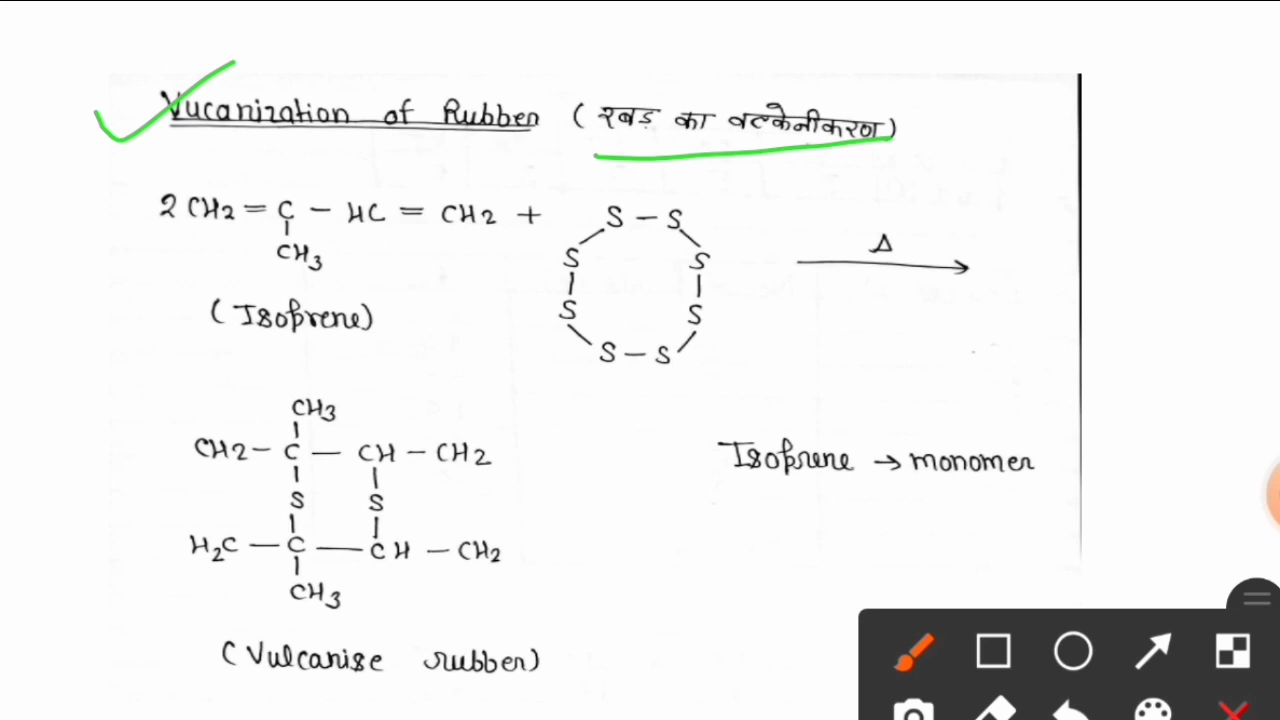 Vucanization of Rubber ( रबड़ का वल्केनीकरण)
2 CH2 = C - HC = CH2 +
CH3
(Isoprene)
S - S
S S
S S
S - S
Δ
CH3
CH2 - C - CH - CH2
S S
H2C - C - CH - CH2
CH3
(Vulcanise rubber)
Isoprene → monomer